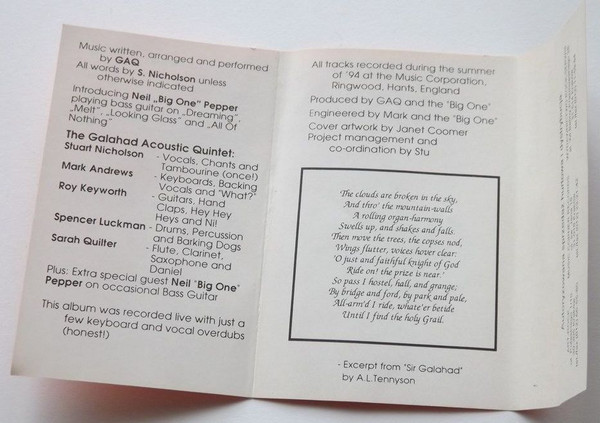 Music written, arranged and performed
by GAQ
All words by S. Nicholson unless
otherwise indicated
Introducing Neil „Big One" Pepper
playing bass guitar on „Dreaming",
„Melt", „Looking Glass" and „All Of
Nothing"
The Galahad Acoustic Quintet:
Stuart Nicholson - Vocals, Chants and
Tambourine (once!)
Mark Andrews - Keyboards, Backing
Vocals and "What?"
Roy Keyworth - Guitars, Hand
Claps, Hey Hey
Heys and Ni!
Spencer Luckman - Drums, Percussion
and Barking Dogs
Sarah Quilter - Flute, Clarinet,
Saxophone and
Daniel
Plus: Extra special guest Neil "Big One"
Pepper on occasional Bass Guitar
This album was recorded live with just a
few keyboard and vocal overdubs
(honest!)
All tracks recorded during the summer
of '94 at the Music Corporation,
Ringwood, Hants, England
Produced by GAQ and the "Big One"
Engineered by Mark and the "Big One"
Cover artwork by Janet Coomer
Project management and
co-ordination by Stu
The clouds are broken in the sky,
And thro' the mountain-walls
A rolling organ-harmony
Swells up, and shakes and falls.
Then move the trees, the copses nod,
Wings flutter, voices hover clear:
'O just and faithful knight of God
Ride on! the prize is near.'
So pass I hostel, hall, and grange;
By bridge and ford, by park and pale,
All-arm'd I ride, whate'er betide
Until I find the holy Grail.
- Excerpt from "Sir Galahad"
by A.L.Tennyson